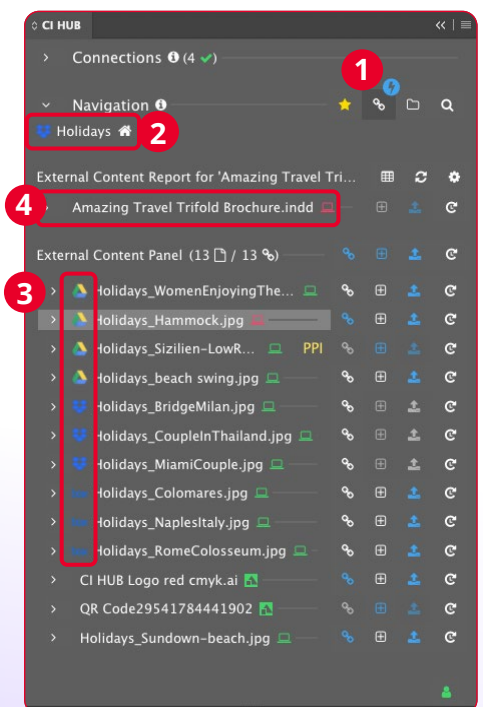 CI HUB
Connections (4 ✓)
1
Navigation
Holidays
2
External Content Report for 'Amazing Travel Tri...
4
Amazing Travel Trifold Brochure.indd
External Content Panel (13 / 13)
3
Holidays_WomenEnjoyingThe...
Holidays_Hammock.jpg
Holidays_Sizilien-LowR... PPI
Holidays_beach swing.jpg
Holidays_BridgeMilan.jpg
Holidays_CoupleInThailand.jpg
Holidays_MiamiCouple.jpg
Holidays_Colomares.jpg
Holidays_NaplesItaly.jpg
Holidays_RomeColosseum.jpg
CI HUB Logo red cmyk.ai
QR Code29541784441902
Holidays_Sundown-beach.jpg